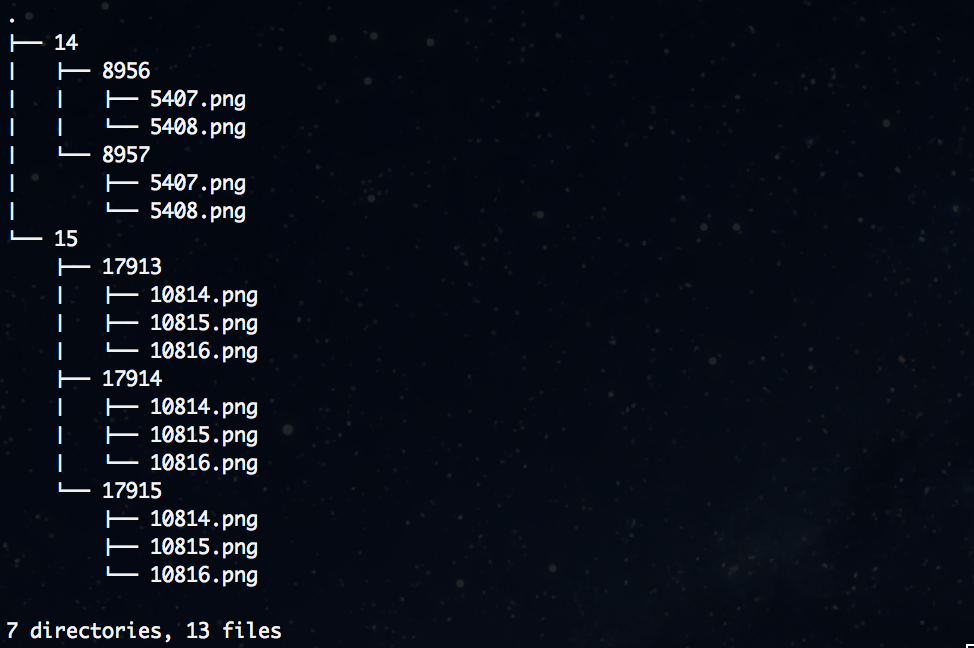 .
├── 14
│   ├── 8956
│   │   ├── 5407.png
│   │   └── 5408.png
│   └── 8957
│       ├── 5407.png
│       └── 5408.png
└── 15
    ├── 17913
    │   ├── 10814.png
    │   ├── 10815.png
    │   └── 10816.png
    ├── 17914
    │   ├── 10814.png
    │   ├── 10815.png
    │   └── 10816.png
    └── 17915
        ├── 10814.png
        ├── 10815.png
        └── 10816.png

7 directories, 13 files